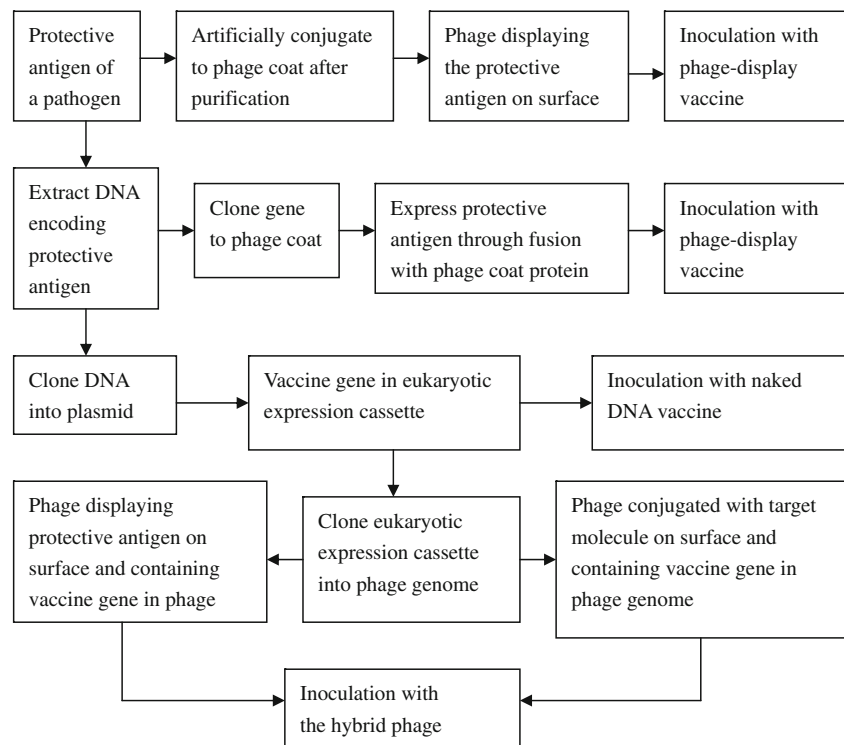 Protective
antigen of
a pathogen
Artificially conjugate
to phage coat after
purification
Phage displaying
the protective
antigen on surface
Inoculation with
phage-display
vaccine
Extract DNA
encoding
protective
antigen
Clone gene
to phage coat
Express protective
antigen through fusion
with phage coat protein
Inoculation with
phage-display
vaccine
Clone DNA
into plasmid
Vaccine gene in eukaryotic
expression cassette
Inoculation with naked
DNA vaccine
Phage displaying
protective antigen on
surface and containing
vaccine gene in phage
Clone eukaryotic
expression cassette
into phage genome
Phage conjugated with target
molecule on surface and
containing vaccine gene in
phage genome
Inoculation with
the hybrid phage